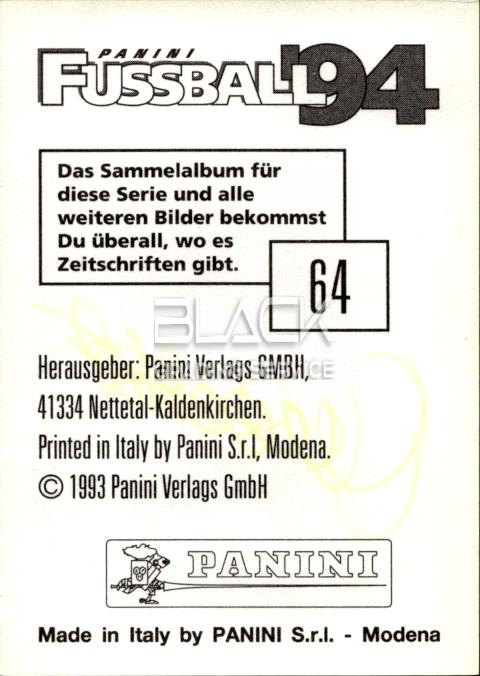 PANINI
FUSSBALL '94
Das Sammelalbum für
diese Serie und alle
weiteren Bilder bekommst
Du überall, wo es
Zeitschriften gibt.
64
BLACK
Herausgeber: Panini Verlags GMBH,
41334 Nettetal-Kaldenkirchen.
Printed in Italy by Panini S.r.l, Modena.
© 1993 Panini Verlags GmbH
PANINI
Made in Italy by PANINI S.r.l. - Modena